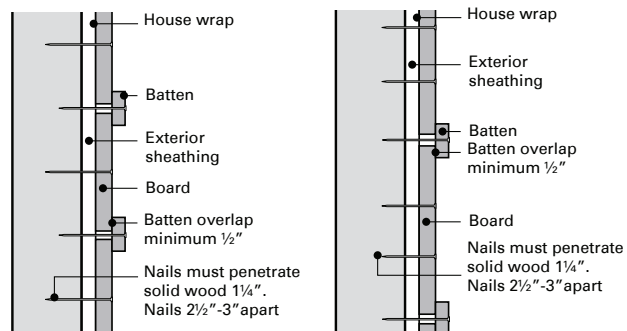 House wrap
Batten
Exterior
sheathing
Board
Batten overlap
minimum ½”
Nails must penetrate
solid wood 1¼”.
Nails 2½”-3”apart
House wrap
Exterior
sheathing
Batten
Batten overlap
minimum ½”
Board
Nails must penetrate
solid wood 1¼”.
Nails 2½”-3”apart